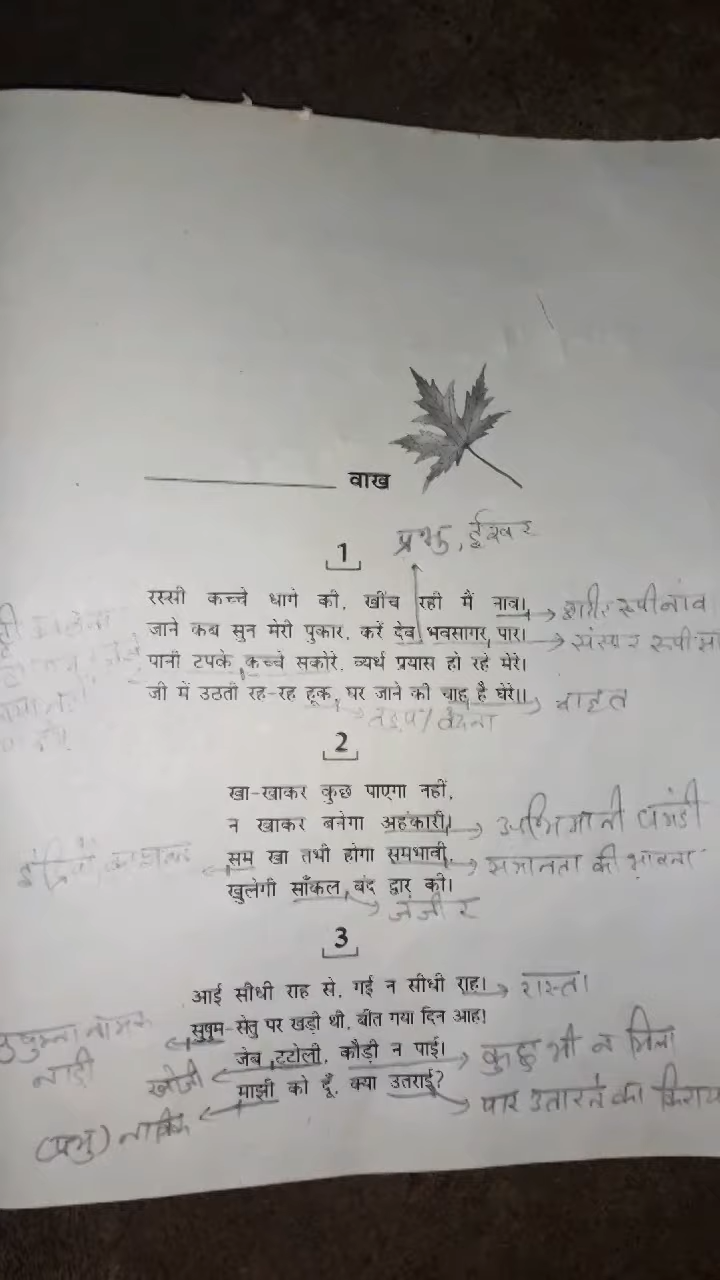 वाख
प्रभु, ईश्वर
1
रस्सी कच्चे धागे की, खींच रही मैं नाव। शरीर रूपी नाव
जाने कब सुन मेरी पुकार, करें देव भवसागर पार। संसार रूपी
पानी टपके कच्चे सकोरे, व्यर्थ प्रयास हो रहे मेरे।
जी में उठती रह-रह हूक, घर जाने की चाह है घेरे।। चाहत
तड़प/वेदना
2
खा-खाकर कुछ पाएगा नहीं,
न खाकर बनेगा अहंकारी। अभिमानी घमंडी
सम खा तभी होगा समभावी, समानता की भावना
खुलेगी साँकल बंद द्वार की।
जंजीर
3
आई सीधी राह से, गई न सीधी राह। रास्ता
सुषुम-सेतु पर खड़ी थी, बीत गया दिन आह!
सुषुम्ना नामक
जेब टटोली, कौड़ी न पाई। कुछ भी न मिला
नाड़ी खोजी
माझी को दूँ, क्या उतराई? पार उतारने का किराया
(प्रभु) नाविक